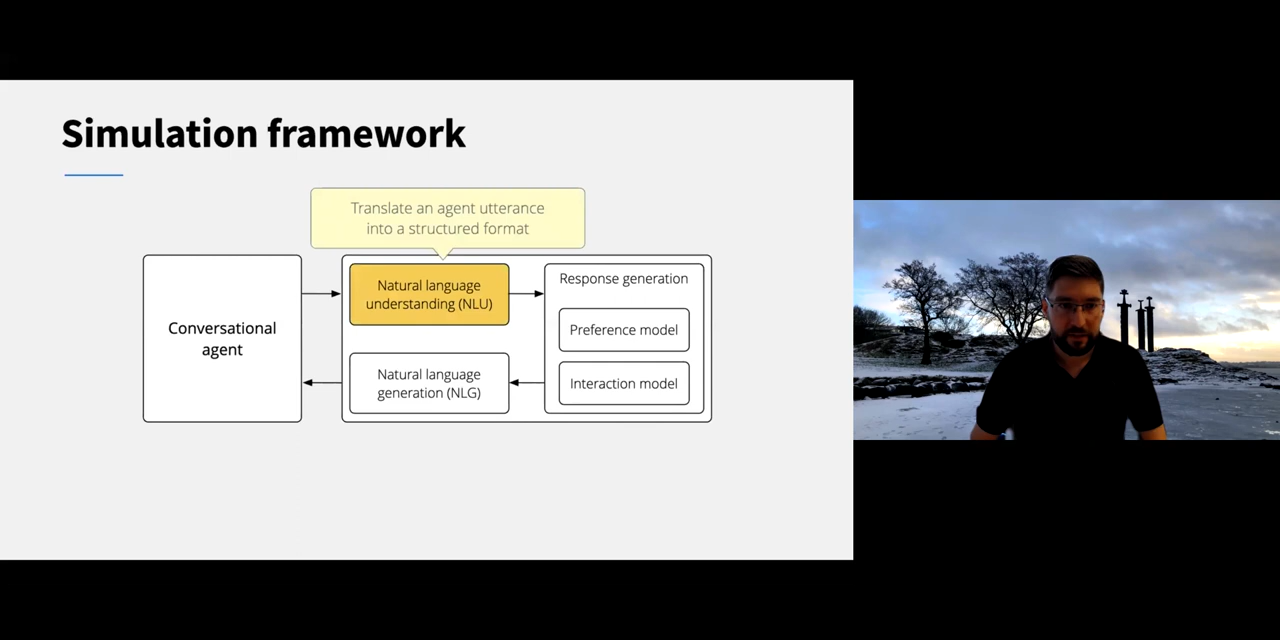 Simulation framework
Translate an agent utterance
into a structured format
Conversational
agent
Natural language
understanding (NLU)
Natural language
generation (NLG)
Response generation
Preference model
Interaction model